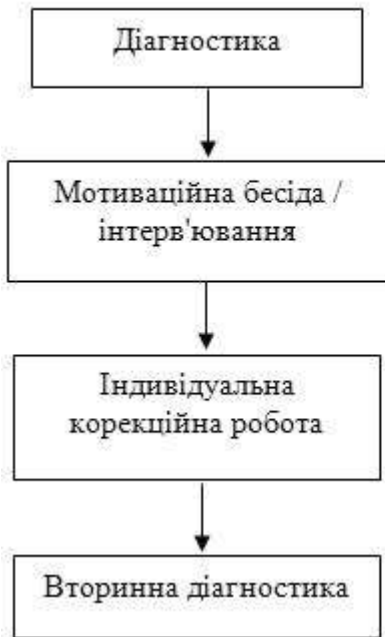 Діагностика
Мотиваційна бесіда /
інтерв'ювання
Індивідуальна
корекційна робота
Вторинна діагностика